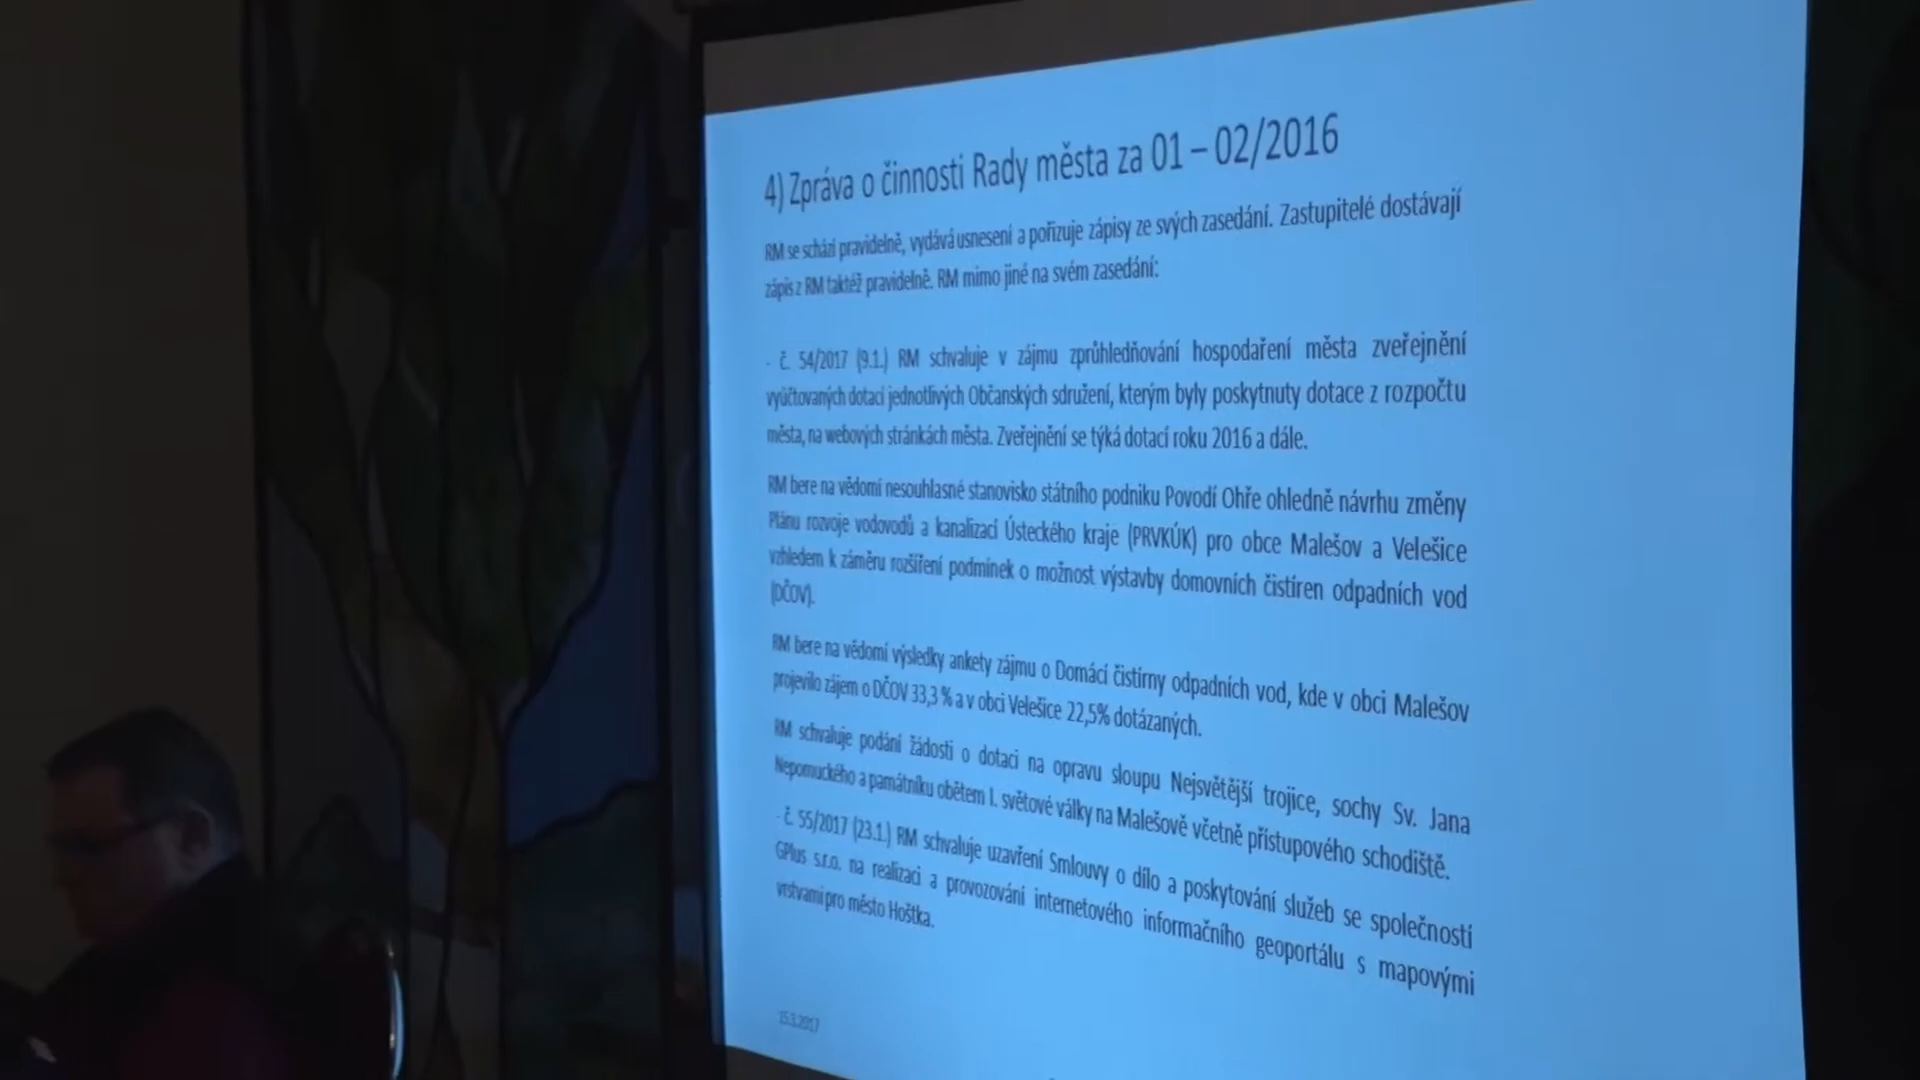 4) Zpráva o činnosti Rady města za 01 – 02/2016
RM se schází pravidelně, vydává usnesení a pořizuje zápisy ze svých zasedání. Zastupitelé dostávají
zápis z RM taktéž pravidelně. RM mimo jiné na svém zasedání:
- č. 54/2017 (9.1.) RM schvaluje v zájmu zprůhledňování hospodaření města zveřejnění
vyúčtovaných dotací jednotlivých Občanských sdružení, kterým byly poskytnuty dotace z rozpočtu
města, na webových stránkách města. Zveřejnění se týká dotací roku 2016 a dále.
RM bere na vědomí nesouhlasné stanovisko státního podniku Povodí Ohře ohledně návrhu změny
Plánu rozvoje vodovodů a kanalizací Ústeckého kraje (PRVKÚK) pro obce Malešov a Velešice
vzhledem k záměru rozšíření podmínek o možnost výstavby domovních čistíren odpadních vod
(DČOV).
RM bere na vědomí výsledky ankety zájmu o Domácí čistírny odpadních vod, kde v obci Malešov
projevilo zájem o DČOV 33,3 % a v obci Velešice 22,5% dotázaných.
RM schvaluje podání žádosti o dotaci na opravu sloupu Nejsvětější trojice, sochy Sv. Jana
Nepomuckého a památníku obětem I. světové války na Malešově včetně přístupového schodiště.
- č. 55/2017 (23.1.) RM schvaluje uzavření Smlouvy o dílo a poskytování služeb se společností
GPlus s.r.o. na realizaci a provozování internetového informačního geoportálu s mapovými
vrstvami pro město Hoštka.
15.3.2017